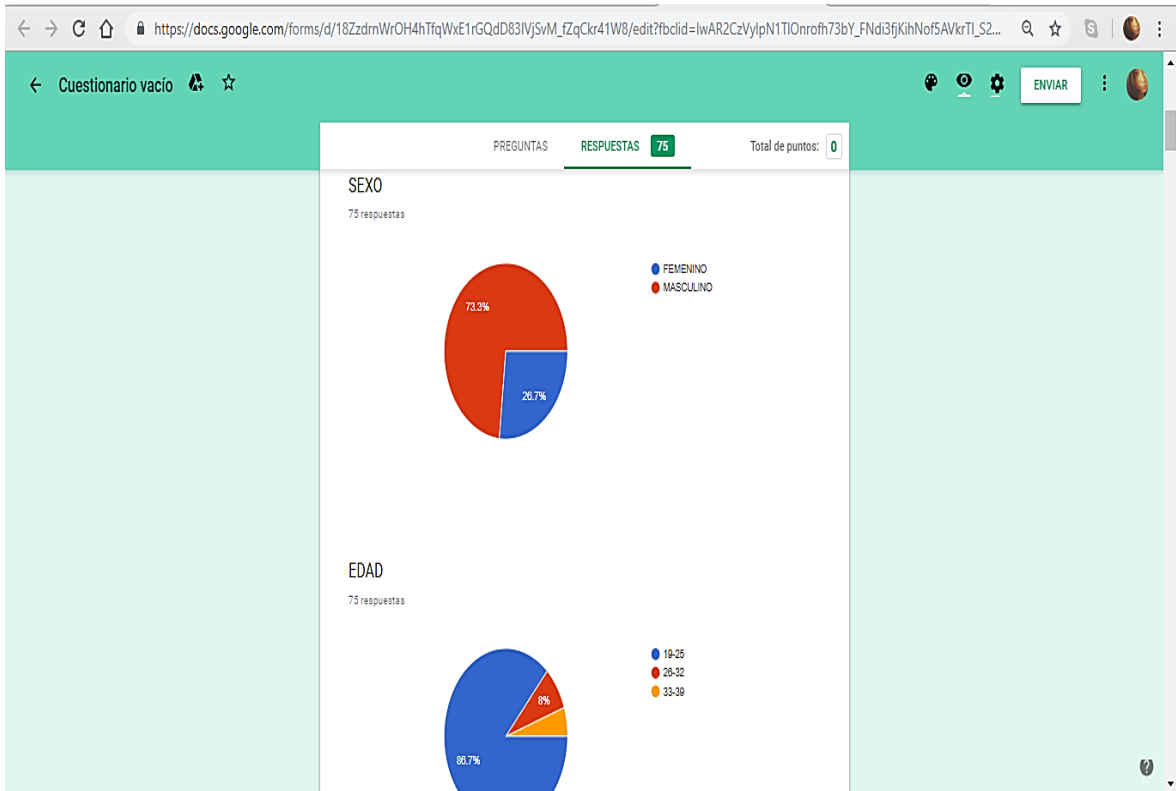 https://docs.google.com/forms/d/18ZzdrnWrOH4hTfqWxE1rGQdD83IVjSvM_fZqCkr41W8/edit?fbclid=IwAR2CzVylpN1TlOnrofh73bY_FNdi3fjKihNof5AVkrTl_S2...
Cuestionario vacío
ENVIAR
PREGUNTAS RESPUESTAS 75 Total de puntos: 0
SEXO
75 respuestas
FEMENINO
MASCULINO
73.3%
26.7%
EDAD
75 respuestas
19-25
26-32
33-39
8%
86.7%